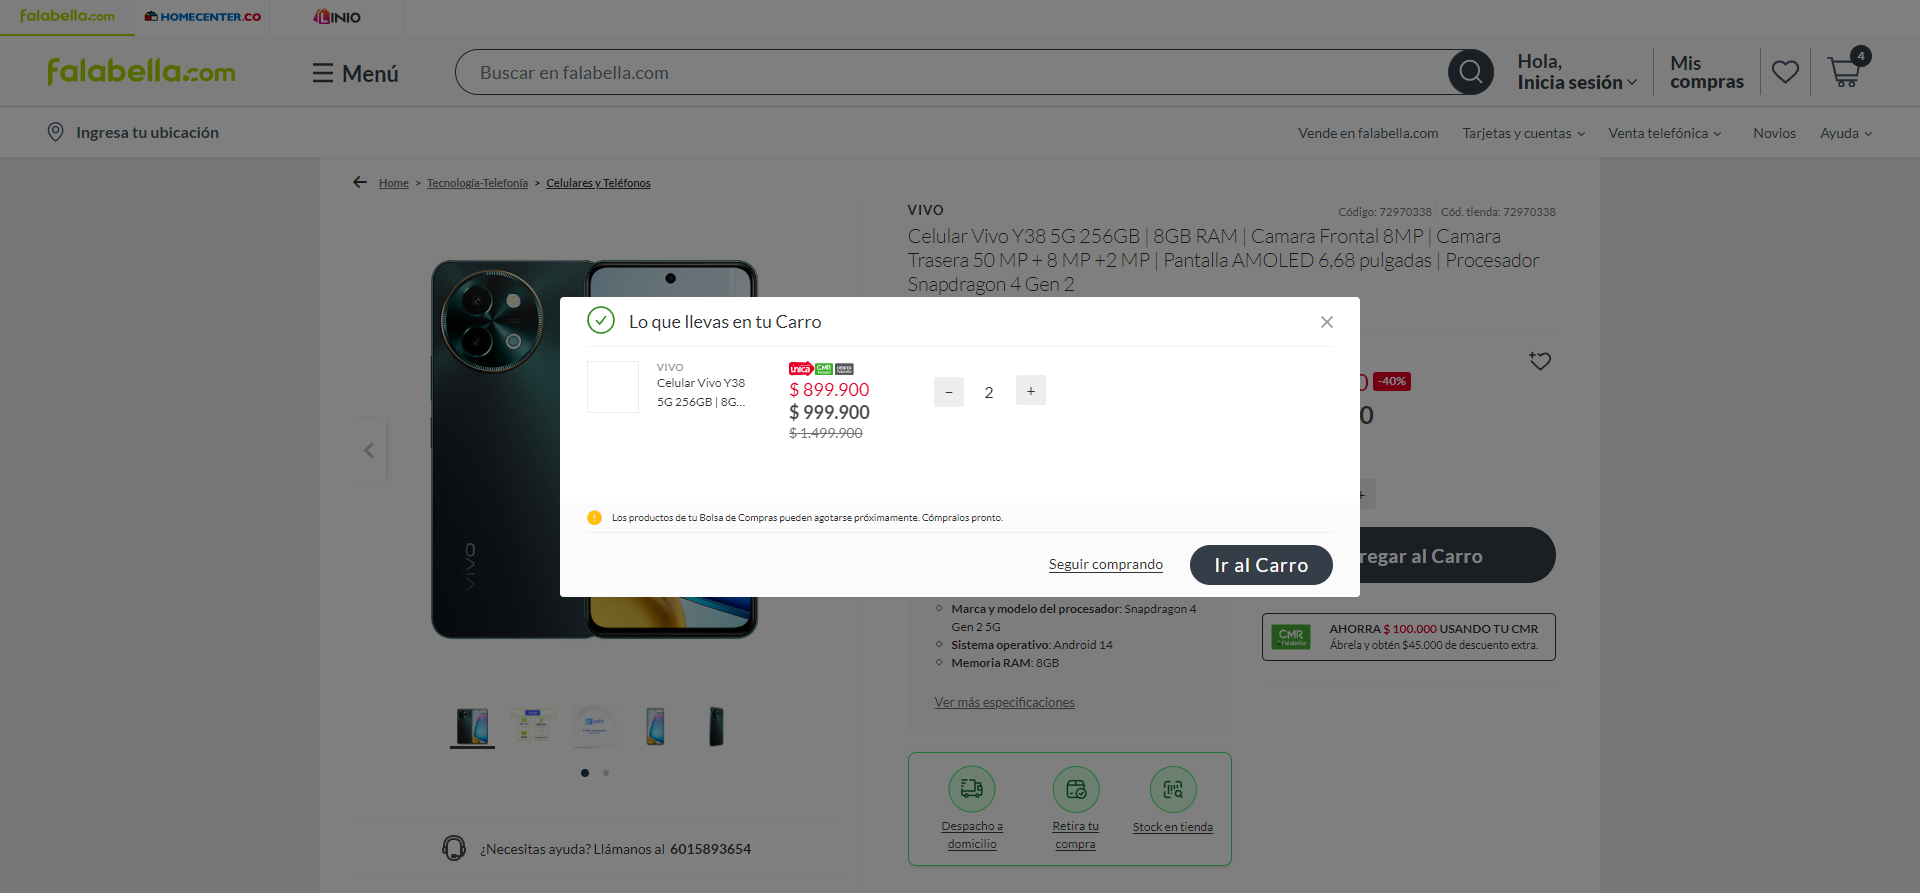 falabella.com
HOMECENTER.CO
LINIO
falabella.com
Menú
Buscar en falabella.com
Hola,
Inicia sesión
Mis
compras
4
Ingresa tu ubicación
Vende en falabella.com
Tarjetas y cuentas
Venta telefónica
Novios
Ayuda
Home > Tecnología-Telefonía > Celulares y Teléfonos
VIVO
Código: 72970338
Cód. tienda: 72970338
Celular Vivo Y38 5G 256GB | 8GB RAM | Camara Frontal 8MP | Camara
Trasera 50 MP + 8 MP +2 MP | Pantalla AMOLED 6,68 pulgadas | Procesador
Snapdragon 4 Gen 2
Lo que llevas en tu Carro
VIVO
Celular Vivo Y38
5G 256GB | 8G...
única
CMR
$ 899.900
$ 999.900
$ 1.499.900
−
2
+
0
-40%
0
+
Los productos de tu Bolsa de Compras pueden agotarse próximamente. Cómpralos pronto.
Seguir comprando
Ir al Carro
regar al Carro
vivo
Marca y modelo del procesador: Snapdragon 4
Gen 2 5G
Sistema operativo: Android 14
Memoria RAM: 8GB
Ver más especificaciones
CMR
falabella
AHORRA $ 100.000 USANDO TU CMR
Ábrela y obtén $45.000 de descuento extra.
Despacho a
domicilio
Retira tu
compra
Stock en tienda
¿Necesitas ayuda? Llámanos al 6015893654